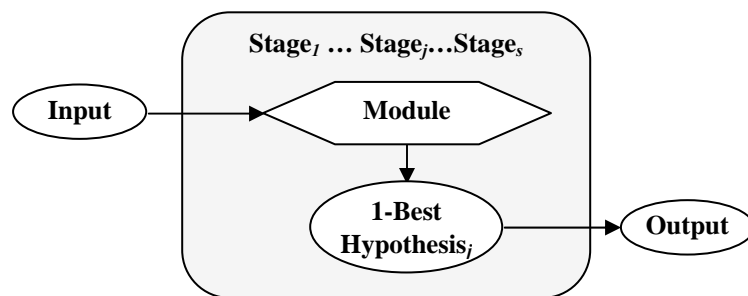 Stage1 … Stagej…Stages
Input
Module
1-Best
Hypothesisj
Output